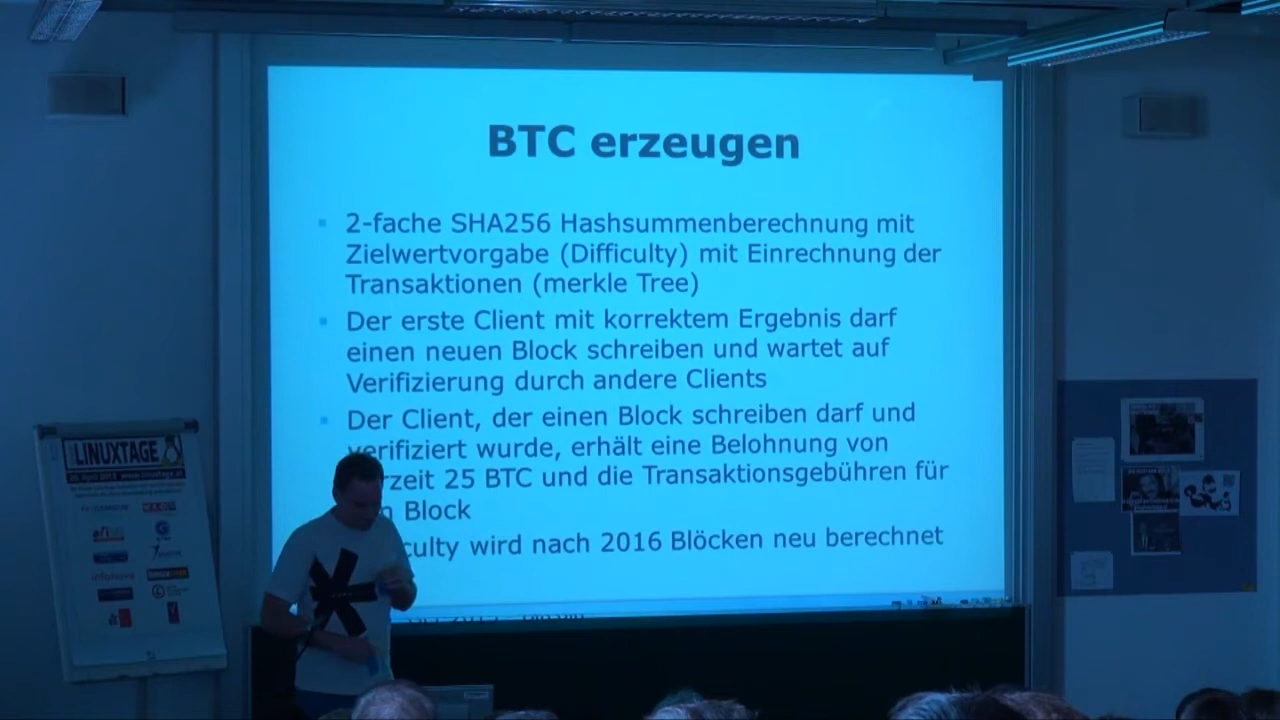 BTC erzeugen
2-fache SHA256 Hashsummenberechnung mit
Zielwertvorgabe (Difficulty) mit Einrechnung der
Transaktionen (merkle Tree)
Der erste Client mit korrektem Ergebnis darf
einen neuen Block schreiben und wartet auf
Verifizierung durch andere Clients
Der Client, der einen Block schreiben darf und
verifiziert wurde, erhält eine Belohnung von
rzeit 25 BTC und die Transaktionsgebühren für
n Block
culty wird nach 2016 Blöcken neu berechnet
LINUXTAGE